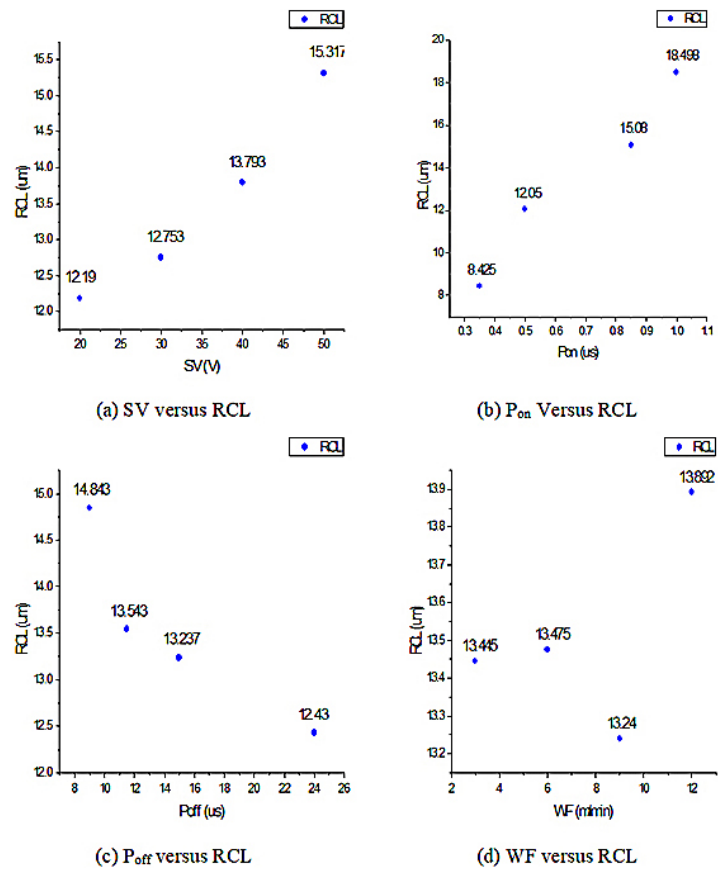 RCL
15.317
13.793
12.753
12.19
15.5
15.0
14.5
14.0
13.5
13.0
12.5
12.0
RCL (um)
20 25 30 35 40 45 50
SV(V)
(a) SV versus RCL
RCL
18.498
15.08
12.05
8.425
20
18
16
14
12
10
8
RCL (um)
0.3 0.4 0.5 0.6 0.7 0.8 0.9 1.0 1.1
Pon (us)
(b) Pon Versus RCL
RCL
14.843
13.543
13.237
12.43
15.0
14.5
14.0
13.5
13.0
12.5
12.0
RCL (um)
8 10 12 14 16 18 20 22 24 26
Poff (us)
(c) Poff versus RCL
RCL
13.892
13.445
13.475
13.24
13.9
13.8
13.7
13.6
13.5
13.4
13.3
13.2
RCL (um)
2 4 6 8 10 12
WF (m/min)
(d) WF versus RCL